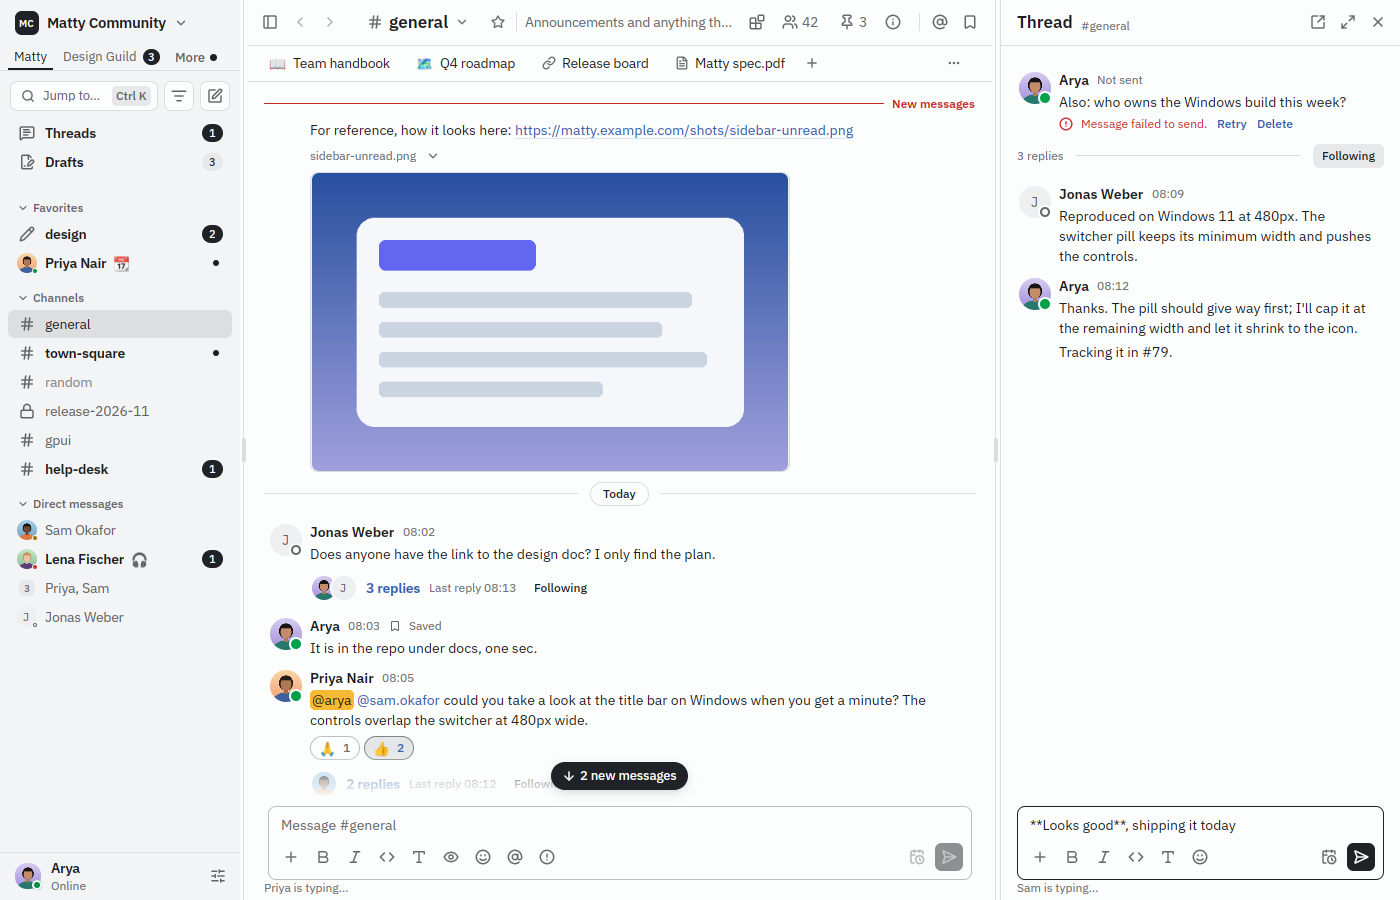 MC Matty Community
Matty Design Guild 3 More
Jump to... Ctrl K
Threads 1
Drafts 3
Favorites
design 2
Priya Nair
Channels
general
town-square
random
release-2026-11
gpui
help-desk 1
Direct messages
Sam Okafor
Lena Fischer 1
3 Priya, Sam
J Jonas Weber
Arya
Online
# general Announcements and anything th... 42 3
Team handbook Q4 roadmap Release board Matty spec.pdf
New messages
For reference, how it looks here: https://matty.example.com/shots/sidebar-unread.png
sidebar-unread.png
Today
J Jonas Weber 08:02
Does anyone have the link to the design doc? I only find the plan.
J 3 replies Last reply 08:13 Following
Arya 08:03 Saved
It is in the repo under docs, one sec.
Priya Nair 08:05
@arya @sam.okafor could you take a look at the title bar on Windows when you get a minute? The
controls overlap the switcher at 480px wide.
1 2
2 replies Last reply 08:12
2 new messages
Message #general
Priya is typing...
Thread #general
Arya Not sent
Also: who owns the Windows build this week?
Message failed to send. Retry Delete
3 replies Following
J Jonas Weber 08:09
Reproduced on Windows 11 at 480px. The
switcher pill keeps its minimum width and pushes
the controls.
Arya 08:12
Thanks. The pill should give way first; I'll cap it at
the remaining width and let it shrink to the icon.
Tracking it in #79.
**Looks good**, shipping it today
Sam is typing...